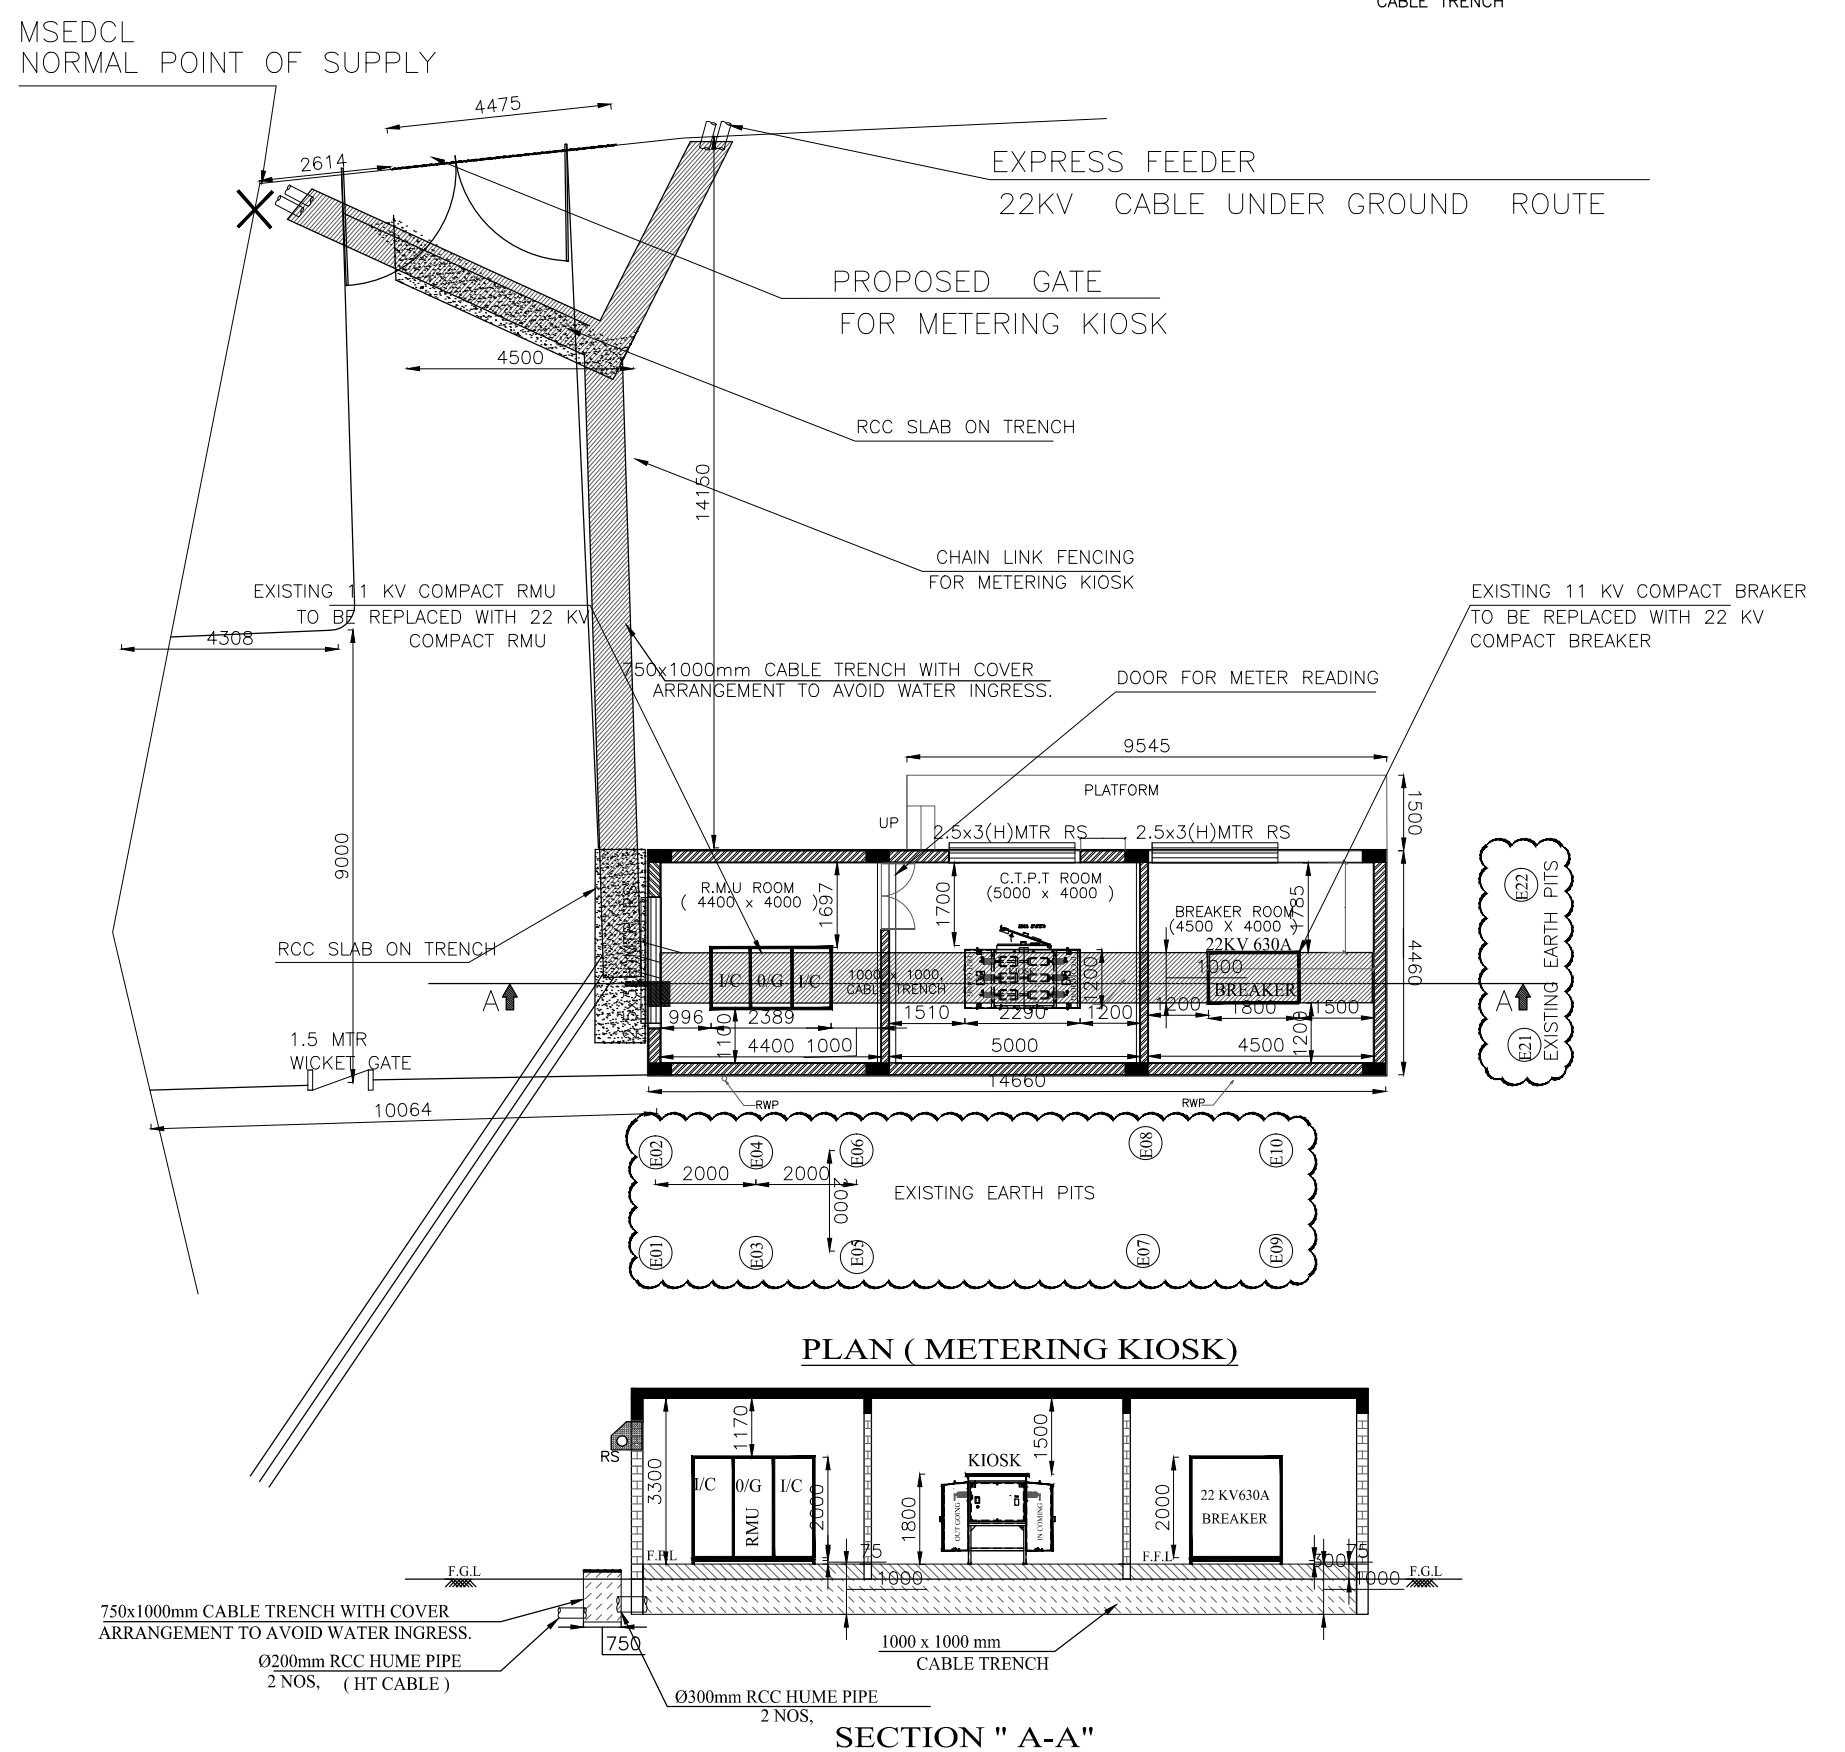 CABLE TRENCH
MSEDCL
NORMAL POINT OF SUPPLY
4475
2614
EXPRESS FEEDER
22KV CABLE UNDER GROUND ROUTE
PROPOSED GATE
FOR METERING KIOSK
4500
RCC SLAB ON TRENCH
14150
CHAIN LINK FENCING
FOR METERING KIOSK
EXISTING 11 KV COMPACT RMU
TO BE REPLACED WITH 22 KV
COMPACT RMU
EXISTING 11 KV COMPACT BRAKER
TO BE REPLACED WITH 22 KV
COMPACT BREAKER
4308
750x1000mm CABLE TRENCH WITH COVER
ARRANGEMENT TO AVOID WATER INGRESS.
DOOR FOR METER READING
9545
PLATFORM
1500
UP
2.5x3(H)MTR RS
2.5x3(H)MTR RS
9000
R.M.U ROOM
( 4400 x 4000 )
1697
1700
C.T.P.T ROOM
(5000 x 4000 )
BREAKER ROOM
(4500 X 4000 )
1785
22KV 630A
BREAKER
1000
4460
E22
E21
EXISTING EARTH PITS
RCC SLAB ON TRENCH
I/C
0/G
I/C
1000 x 1000,
CABLE TRENCH
1200
A
A
996
2389
1510
2290
1200
1200
1800
1500
1100
4400
1000
5000
4500
1200
1.5 MTR
WICKET GATE
14660
RWP
RWP
10064
E02
E04
E06
E08
E10
2000
2000
2000
EXISTING EARTH PITS
E01
E03
E05
E07
E09
PLAN ( METERING KIOSK)
RS
3300
1170
1500
KIOSK
I/C
0/G
I/C
RMU
2000
1800
OUT GOING
IN COMING
2000
22 KV630A
BREAKER
F.F.L
F.F.L
75
1000
300
75
1000
F.G.L
F.G.L
750x1000mm CABLE TRENCH WITH COVER
ARRANGEMENT TO AVOID WATER INGRESS.
750
Ø200mm RCC HUME PIPE
2 NOS, ( HT CABLE )
1000 x 1000 mm
CABLE TRENCH
Ø300mm RCC HUME PIPE
2 NOS,
SECTION " A-A"